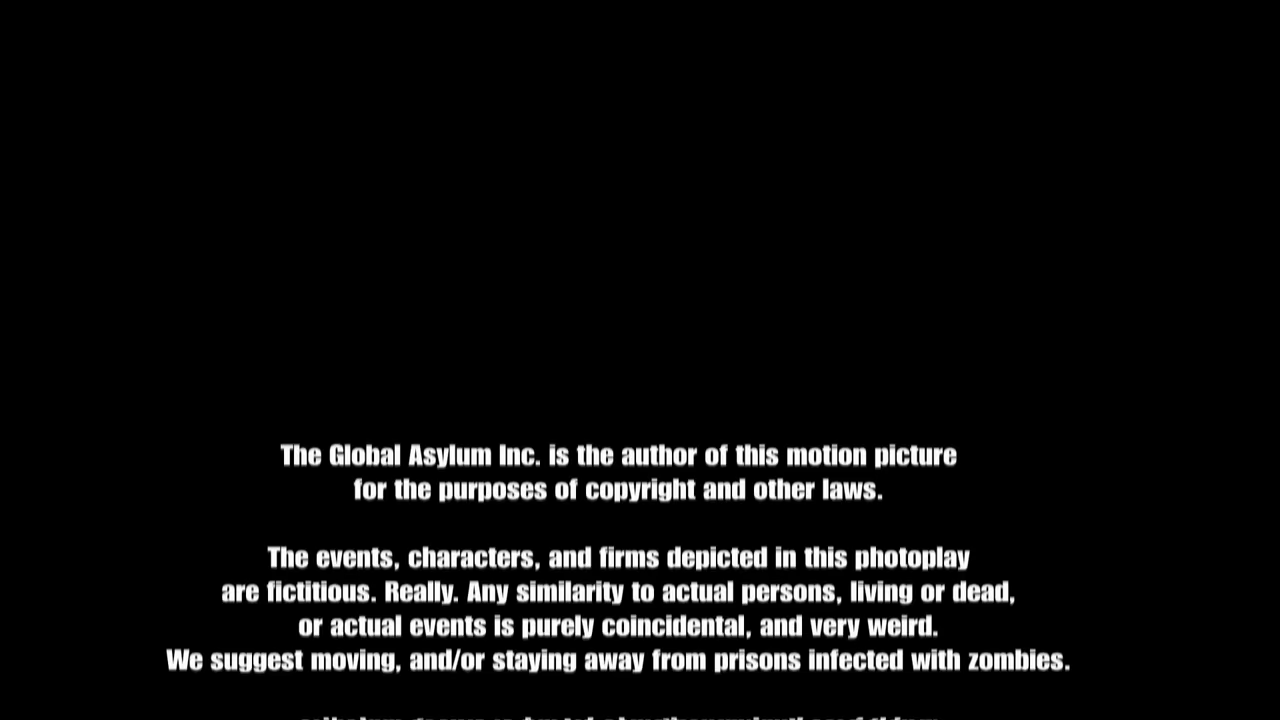 The Global Asylum Inc. is the author of this motion picture
for the purposes of copyright and other laws.
The events, characters, and firms depicted in this photoplay
are fictitious. Really. Any similarity to actual persons, living or dead,
or actual events is purely coincidental, and very weird.
We suggest moving, and/or staying away from prisons infected with zombies.